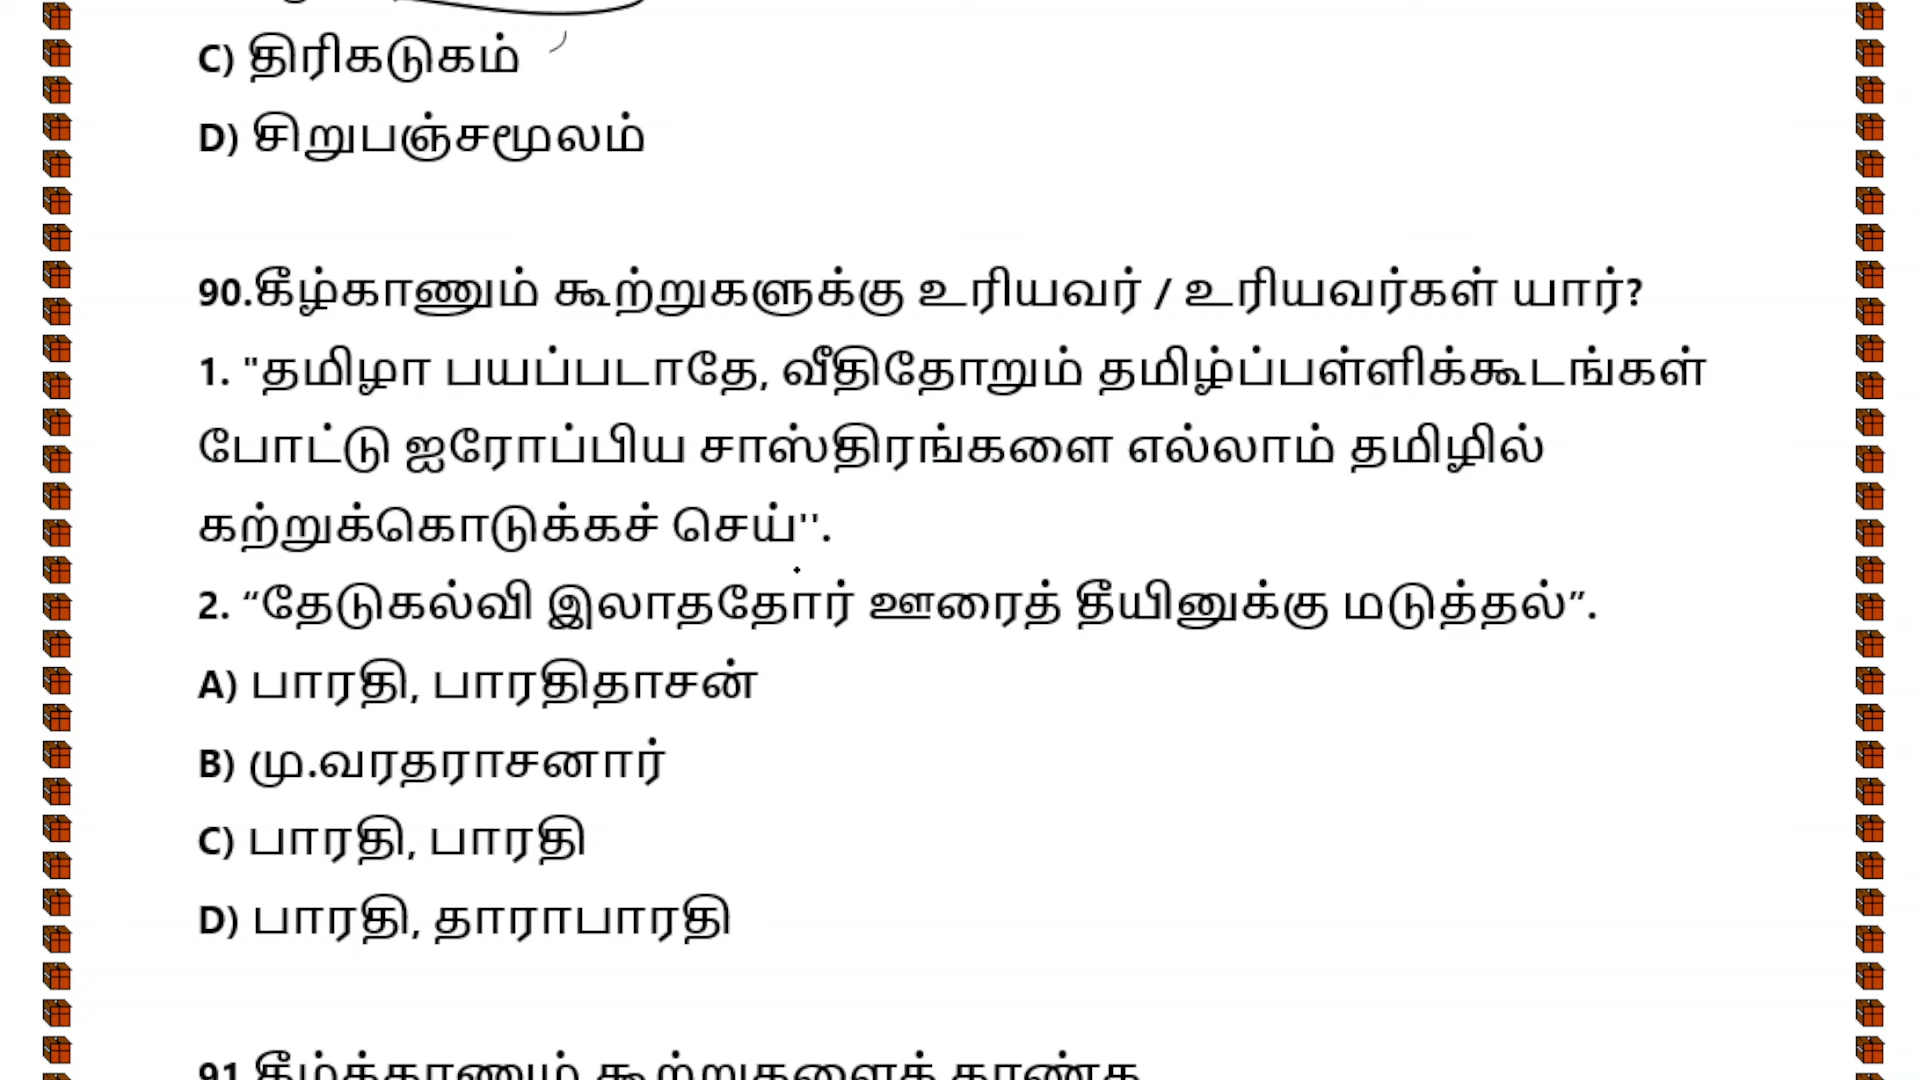 C) திரிகடுகம்
D) சிறுபஞ்சமூலம்
90.கீழ்காணும் கூற்றுகளுக்கு உரியவர் / உரியவர்கள் யார்?
1. "தமிழா பயப்படாதே, வீதிதோறும் தமிழ்ப்பள்ளிக்கூடங்கள்
போட்டு ஐரோப்பிய சாஸ்திரங்களை எல்லாம் தமிழில்
கற்றுக்கொடுக்கச் செய்''.
2. “தேடுகல்வி இலாததோர் ஊரைத் தீயினுக்கு மடுத்தல்”.
A) பாரதி, பாரதிதாசன்
B) மு.வரதராசனார்
C) பாரதி, பாரதி
D) பாரதி, தாராபாரதி
91.கீழ்க்காணும் கூற்றுகளைக் காண்க